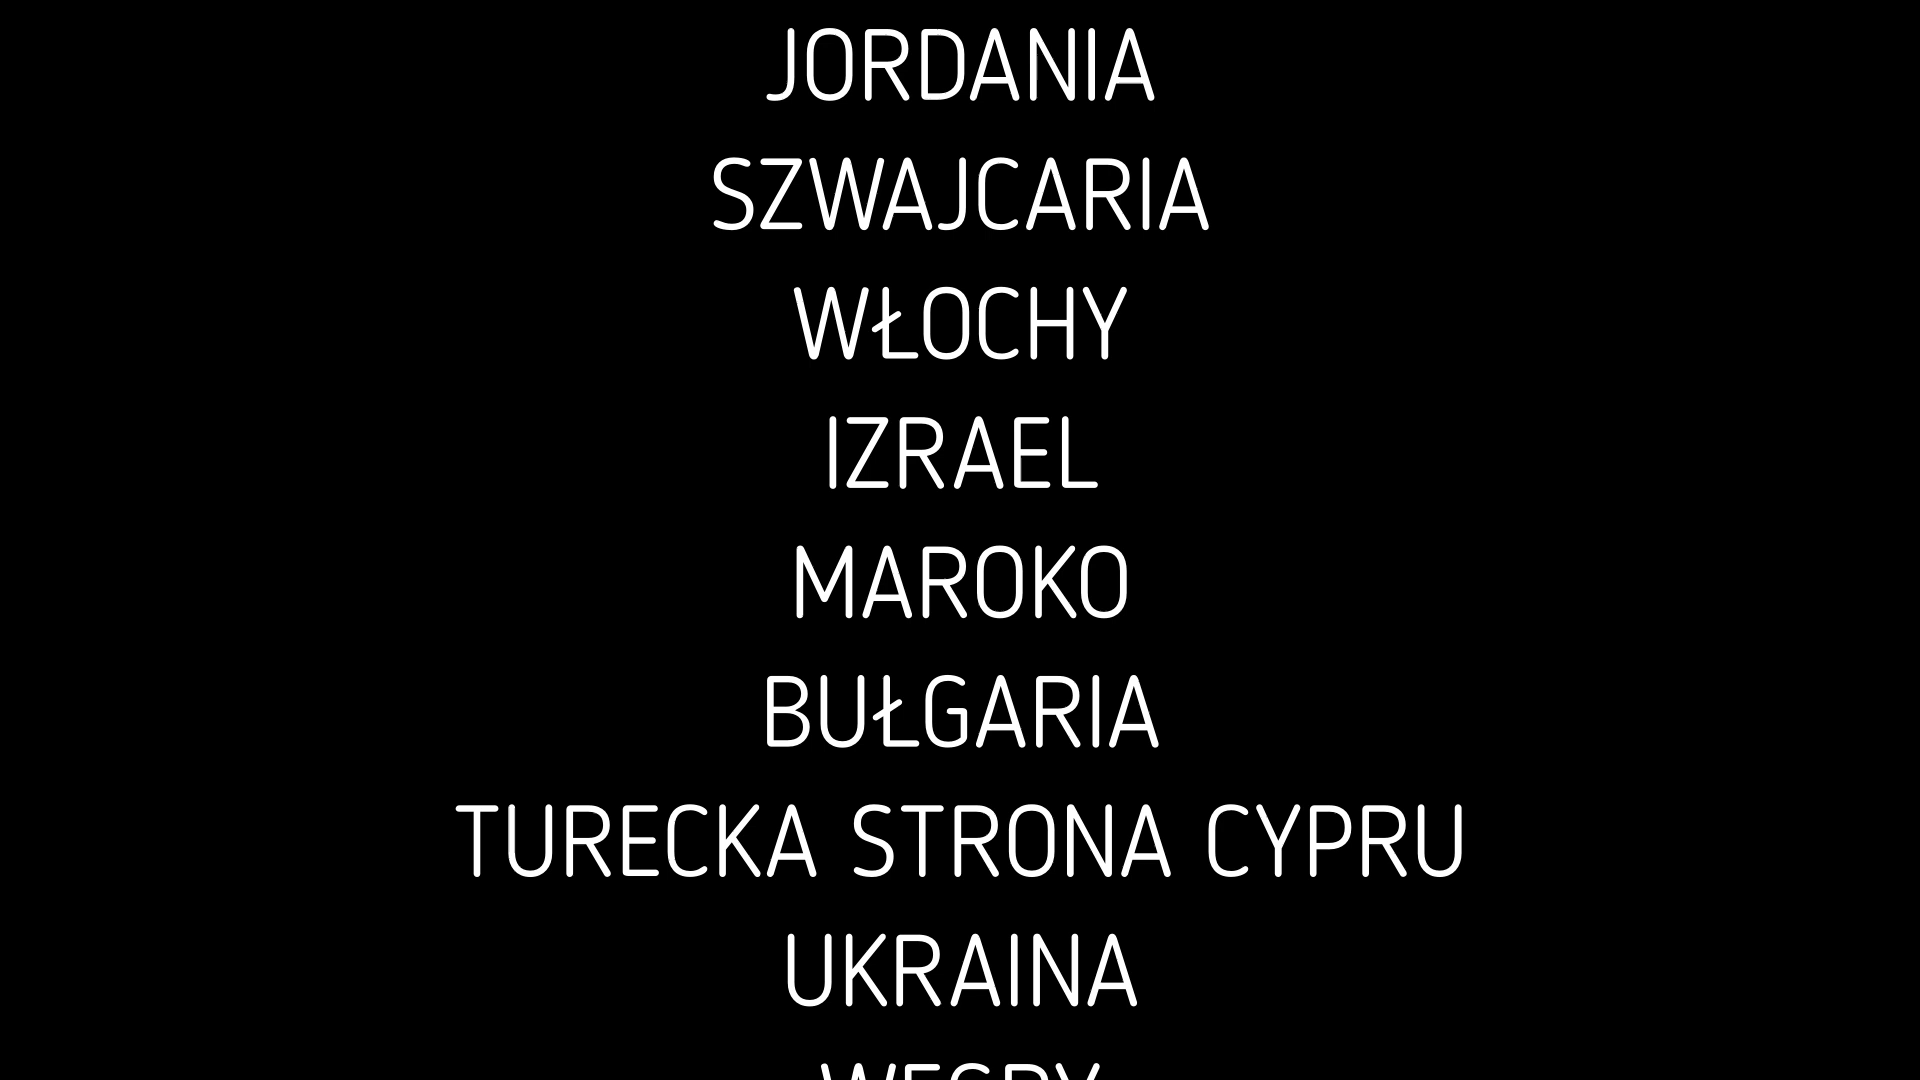 JORDANIA
SZWAJCARIA
WŁOCHY
IZRAEL
MAROKO
BUŁGARIA
TURECKA STRONA CYPRU
UKRAINA